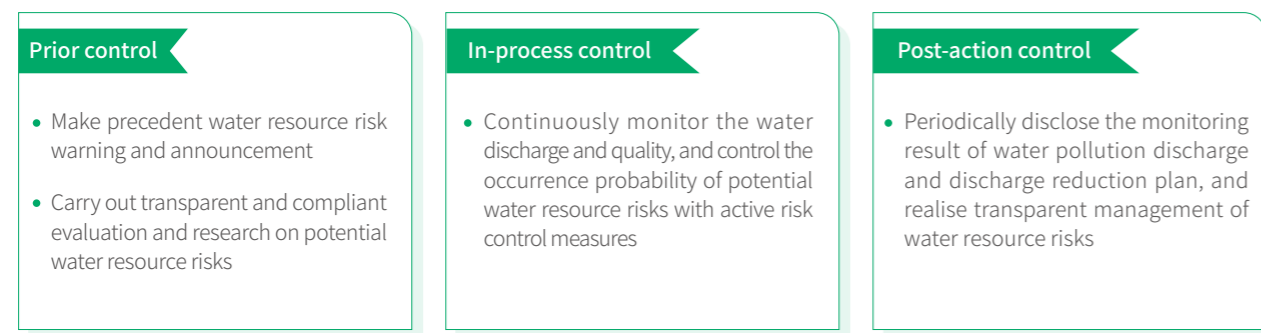 Prior control
Make precedent water resource risk
warning and announcement
Carry out transparent and compliant
evaluation and research on potential
water resource risks
In-process control
Continuously monitor the water
discharge and quality, and control the
occurrence probability of potential
water resource risks with active risk
control measures
Post-action control
Periodically disclose the monitoring
result of water pollution discharge
and discharge reduction plan, and
realise transparent management of
water resource risks